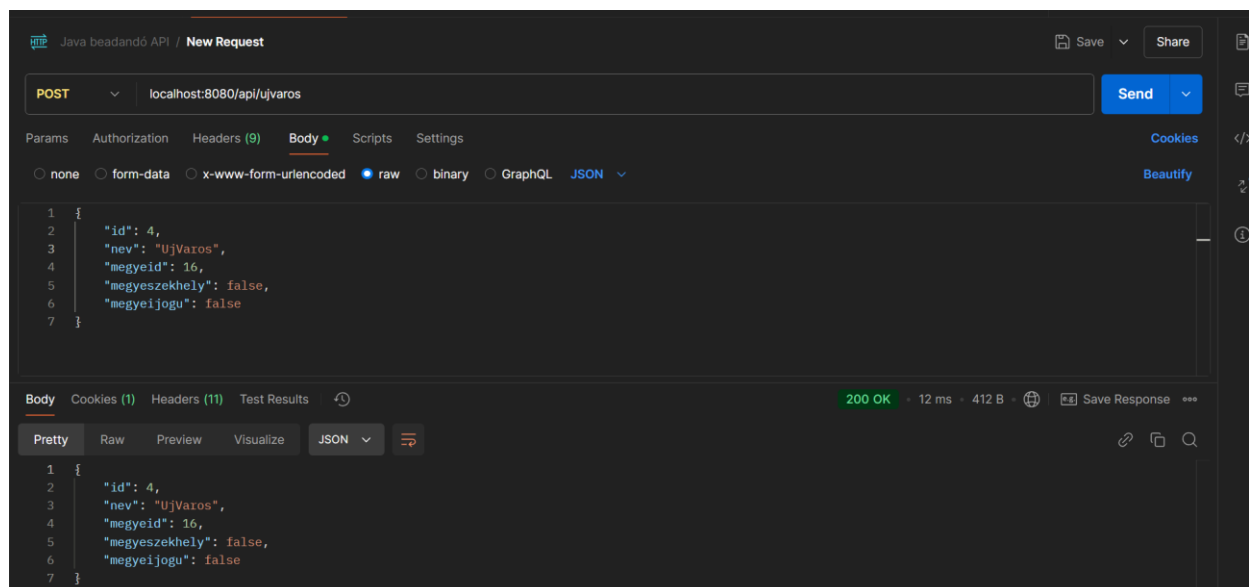 HTTP Java beadandó API / New Request Save Share
POST localhost:8080/api/ujvaros Send
Params Authorization Headers (9) Body Scripts Settings Cookies
none form-data x-www-form-urlencoded raw binary GraphQL JSON Beautify
1 {
2 "id": 4,
3 "nev": "UjVaros",
4 "megyeid": 16,
5 "megyeszekhely": false,
6 "megyeijogu": false
7 }
Body Cookies (1) Headers (11) Test Results 200 OK 12 ms 412 B e.g. Save Response
Pretty Raw Preview Visualize JSON
1 {
2 "id": 4,
3 "nev": "UjVaros",
4 "megyeid": 16,
5 "megyeszekhely": false,
6 "megyeijogu": false
7 }